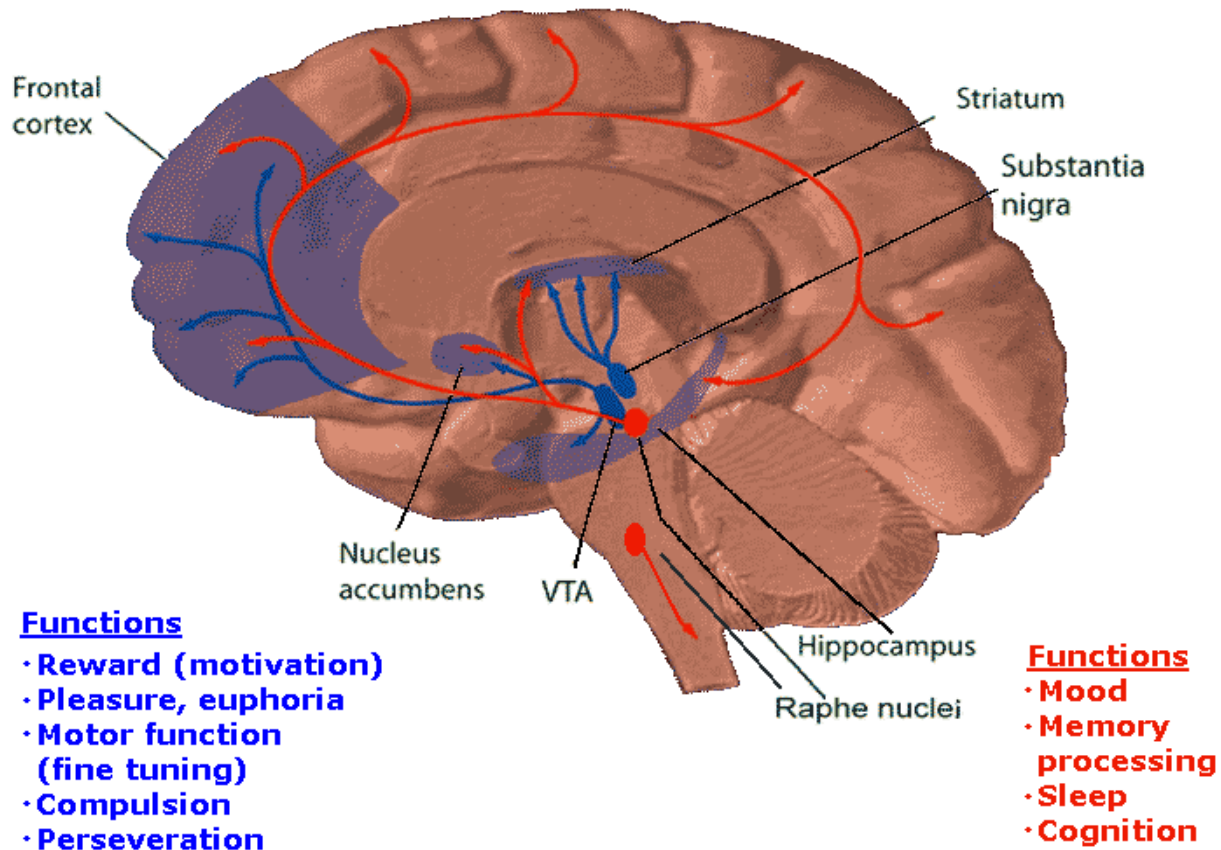 Frontal
cortex
Striatum
Substantia
nigra
Nucleus
accumbens
VTA
Hippocampus
Raphe nuclei
Functions
· Reward (motivation)
· Pleasure, euphoria
· Motor function
(fine tuning)
· Compulsion
· Perseveration
Functions
· Mood
· Memory
processing
· Sleep
· Cognition